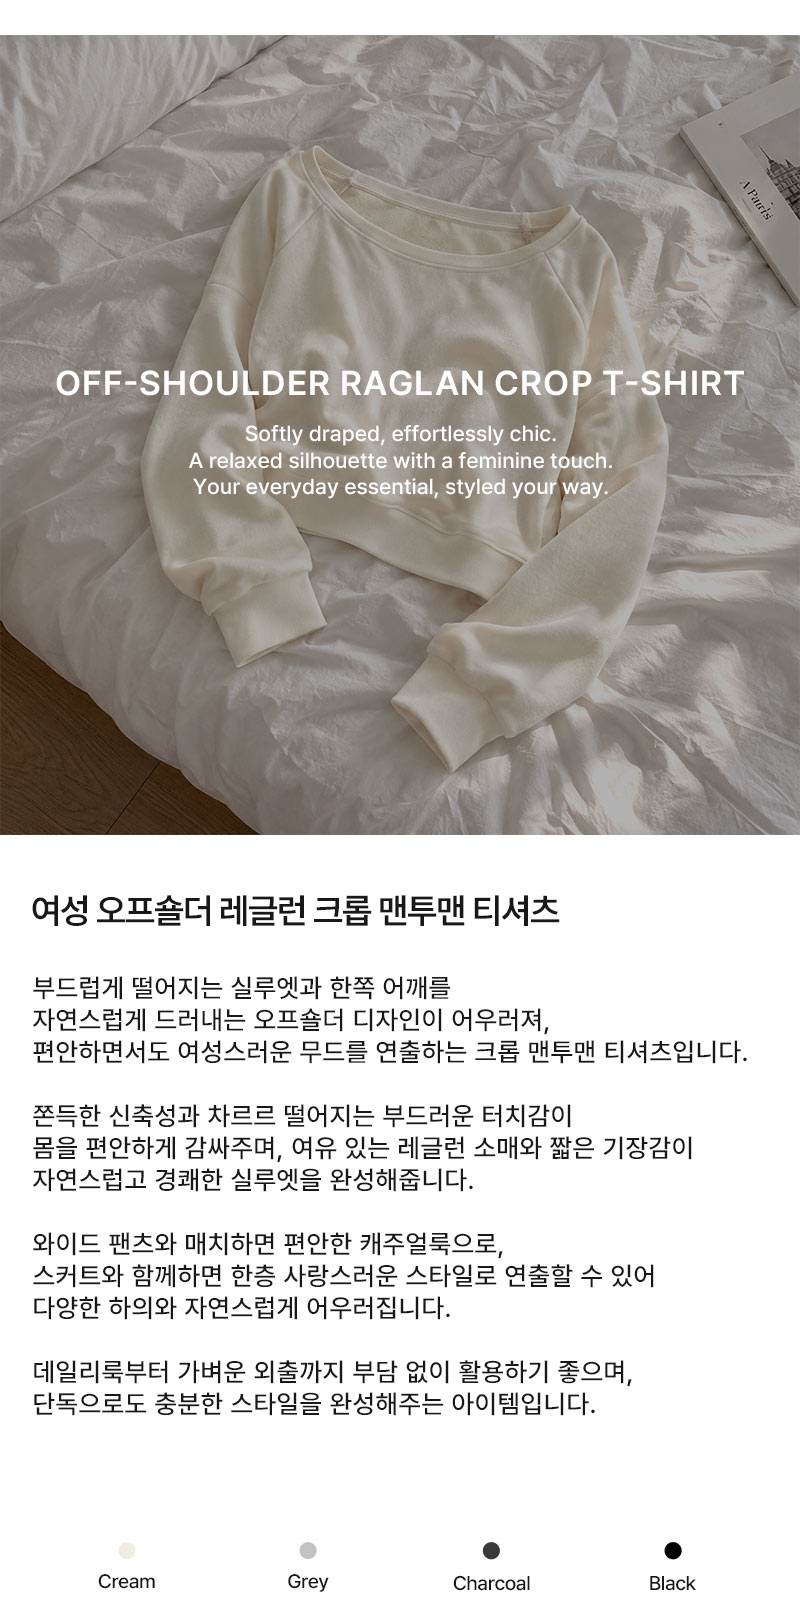 A Paris
OFF-SHOULDER RAGLAN CROP T-SHIRT
Softly draped, effortlessly chic.
A relaxed silhouette with a feminine touch.
Your everyday essential, styled your way.
여성 오프숄더 레글런 크롭 맨투맨 티셔츠
부드럽게 떨어지는 실루엣과 한쪽 어깨를
자연스럽게 드러내는 오프숄더 디자인이 어우러져,
편안하면서도 여성스러운 무드를 연출하는 크롭 맨투맨 티셔츠입니다.
쫀득한 신축성과 차르르 떨어지는 부드러운 터치감이
몸을 편안하게 감싸주며, 여유 있는 레글런 소매와 짧은 기장감이
자연스럽고 경쾌한 실루엣을 완성해줍니다.
와이드 팬츠와 매치하면 편안한 캐주얼룩으로,
스커트와 함께하면 한층 사랑스러운 스타일로 연출할 수 있어
다양한 하의와 자연스럽게 어우러집니다.
데일리룩부터 가벼운 외출까지 부담 없이 활용하기 좋으며,
단독으로도 충분한 스타일을 완성해주는 아이템입니다.
Cream
Grey
Charcoal
Black